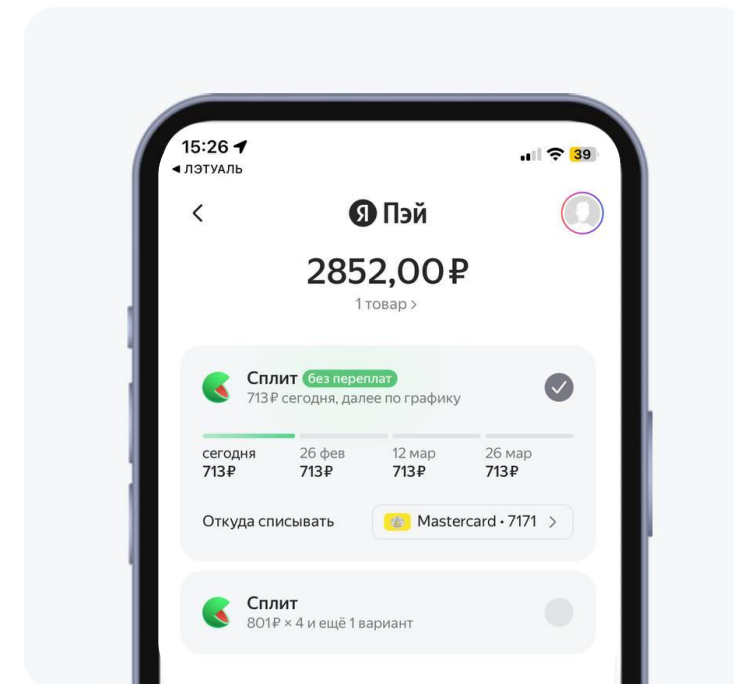 15:26
39
◀ ЛЭТУАЛЬ
Я Пэй
2852,00 ₽
1 товар >
Сплит без переплат
713 ₽ сегодня, далее по графику
сегодня 26 фев 12 мар 26 мар
713 ₽ 713 ₽ 713 ₽ 713 ₽
Откуда списывать Mastercard • 7171 >
Сплит
801 ₽ × 4 и ещё 1 вариант